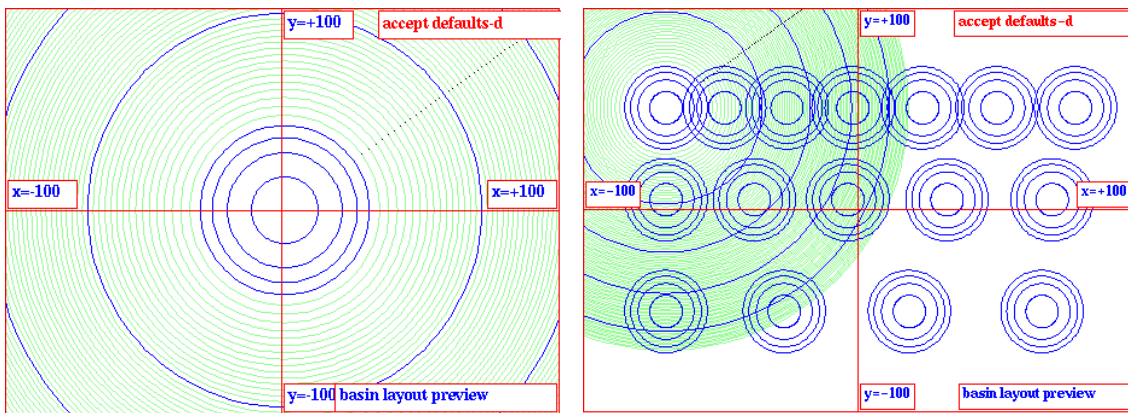 y=+100
accept defaults-d
x=-100
x=+100
y=-100
basin layout preview
y=+100
accept defaults-d
x=-100
x=+100
y=-100
basin layout preview